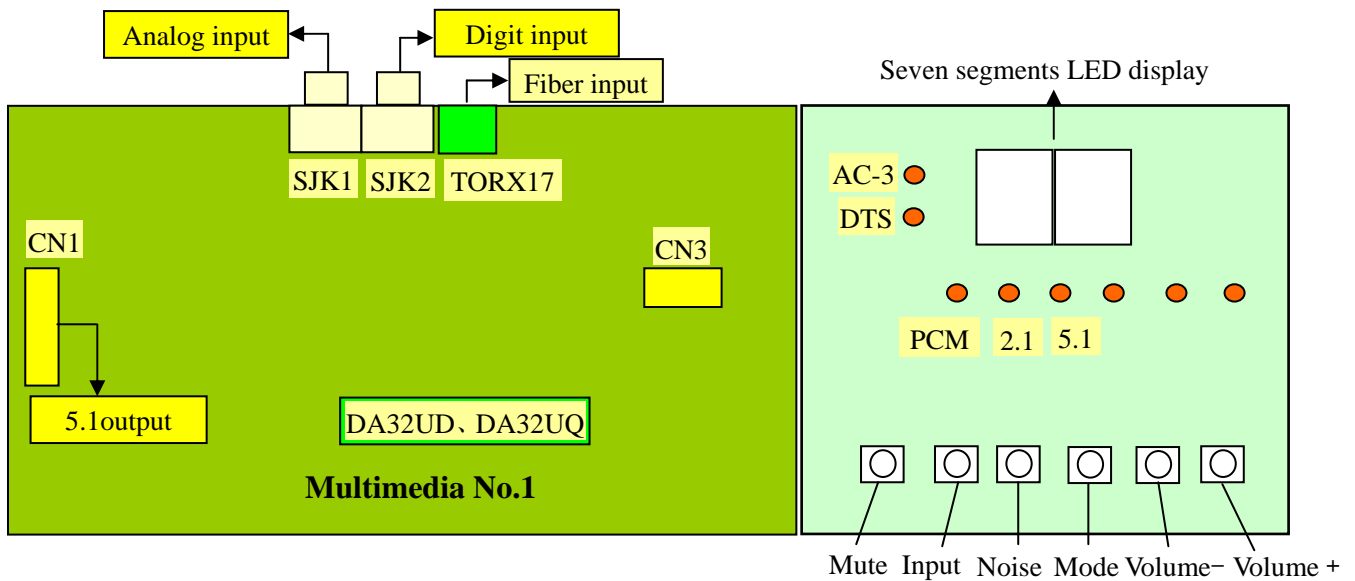 Analog input
Digit input
Fiber input
Seven segments LED display
SJK1
SJK2
TORX17
AC-3
DTS
CN1
CN3
PCM
2.1
5.1
5.1output
DA32UD、DA32UQ
Multimedia No.1
Mute Input Noise Mode Volume- Volume +